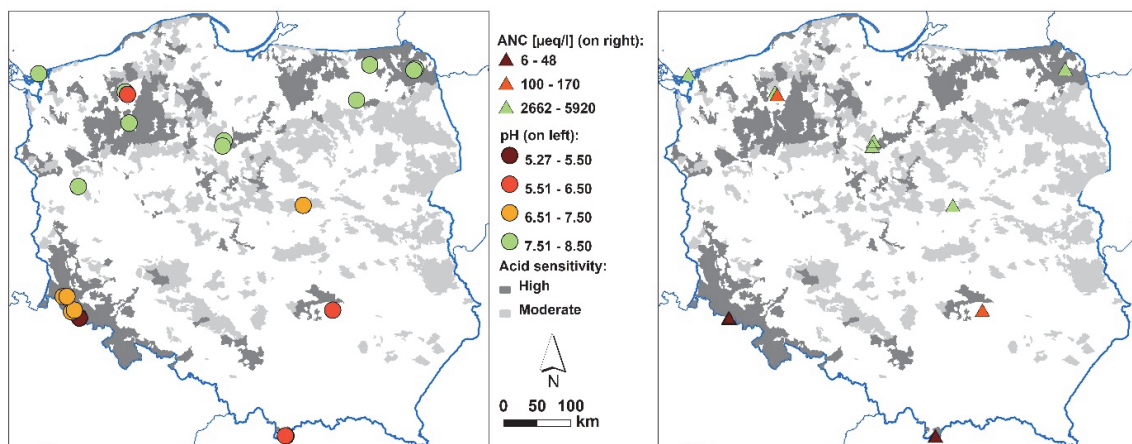 ANC [µeq/l] (on right):
6 - 48
100 - 170
2662 - 5920
pH (on left):
5.27 - 5.50
5.51 - 6.50
6.51 - 7.50
7.51 - 8.50
Acid sensitivity:
High
Moderate
N
0 50 100
km